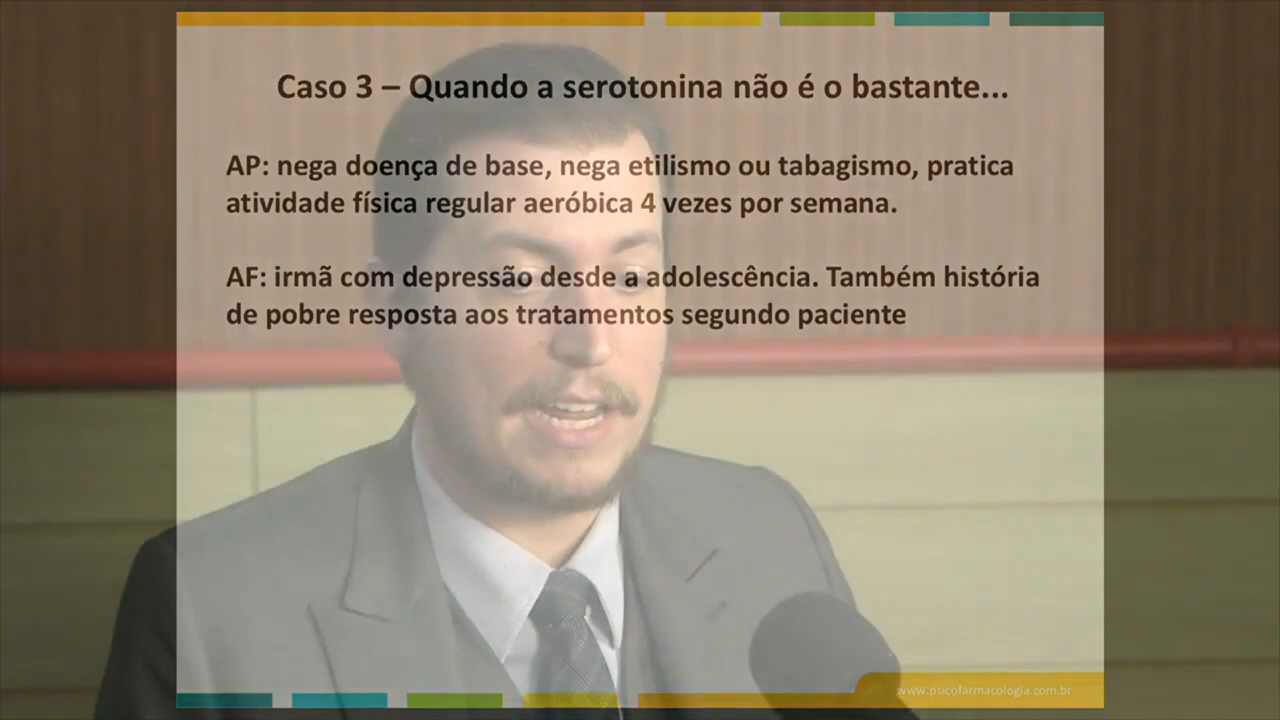 Caso 3 – Quando a serotonina não é o bastante...
AP: nega doença de base, nega etilismo ou tabagismo, pratica
atividade física regular aeróbica 4 vezes por semana.
AF: irmã com depressão desde a adolescência. Também história
de pobre resposta aos tratamentos segundo paciente
www.psicofarmacologia.com.br